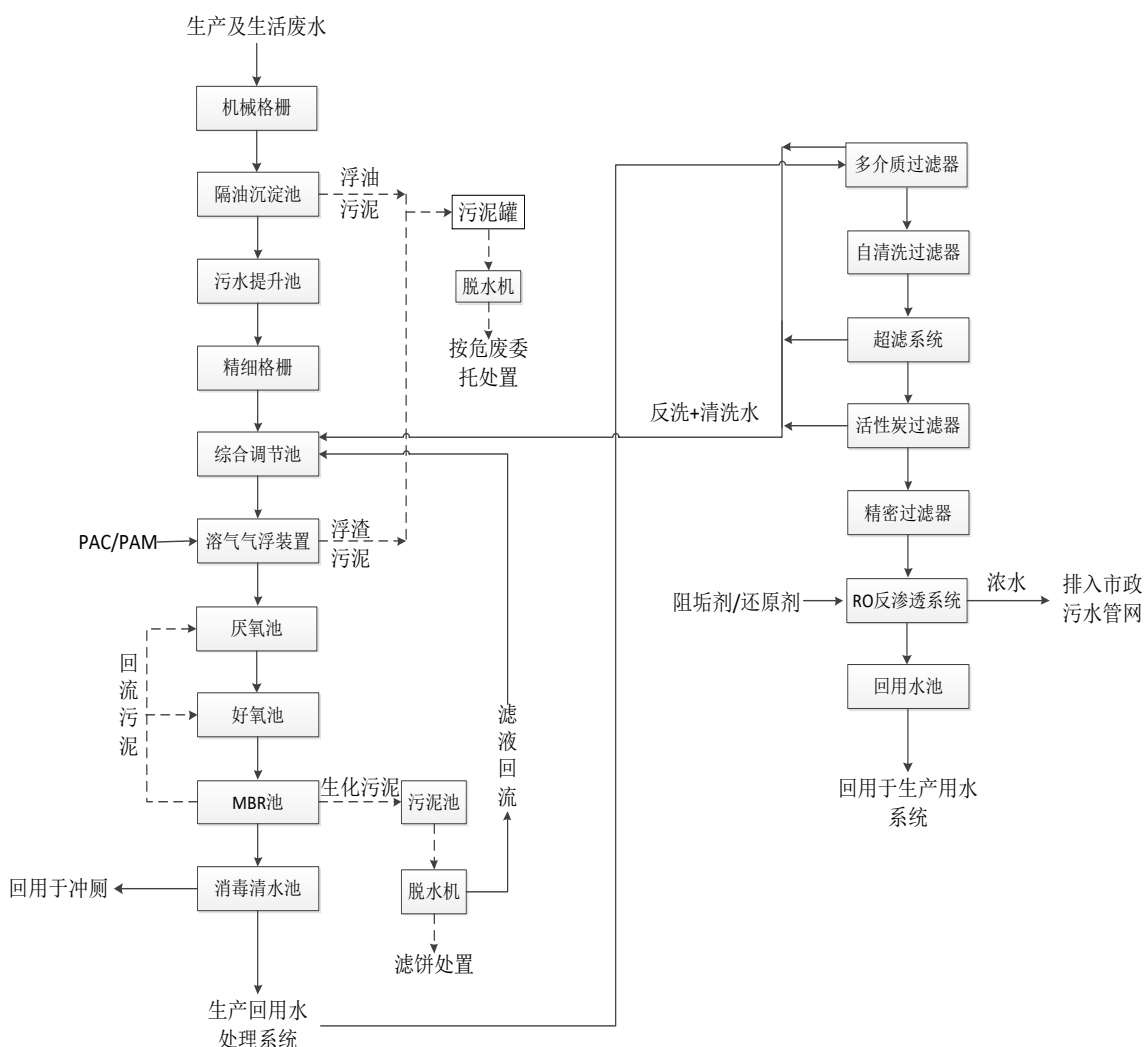 生产及生活废水
机械格栅
隔油沉淀池
浮油
污泥
污泥罐
污水提升池
脱水机
精细格栅
按危废委
托处置
综合调节池
PAC/PAM
溶气气浮装置
浮渣
污泥
厌氧池
回流污泥
好氧池
MBR池
生化污泥
污泥池
滤液回流
回用于冲厕
消毒清水池
脱水机
滤饼处置
生产回用水
处理系统
多介质过滤器
自清洗过滤器
超滤系统
反洗+清洗水
活性炭过滤器
精密过滤器
阻垢剂/还原剂
RO反渗透系统
浓水
排入市政
污水管网
回用水池
回用于生产用水
系统